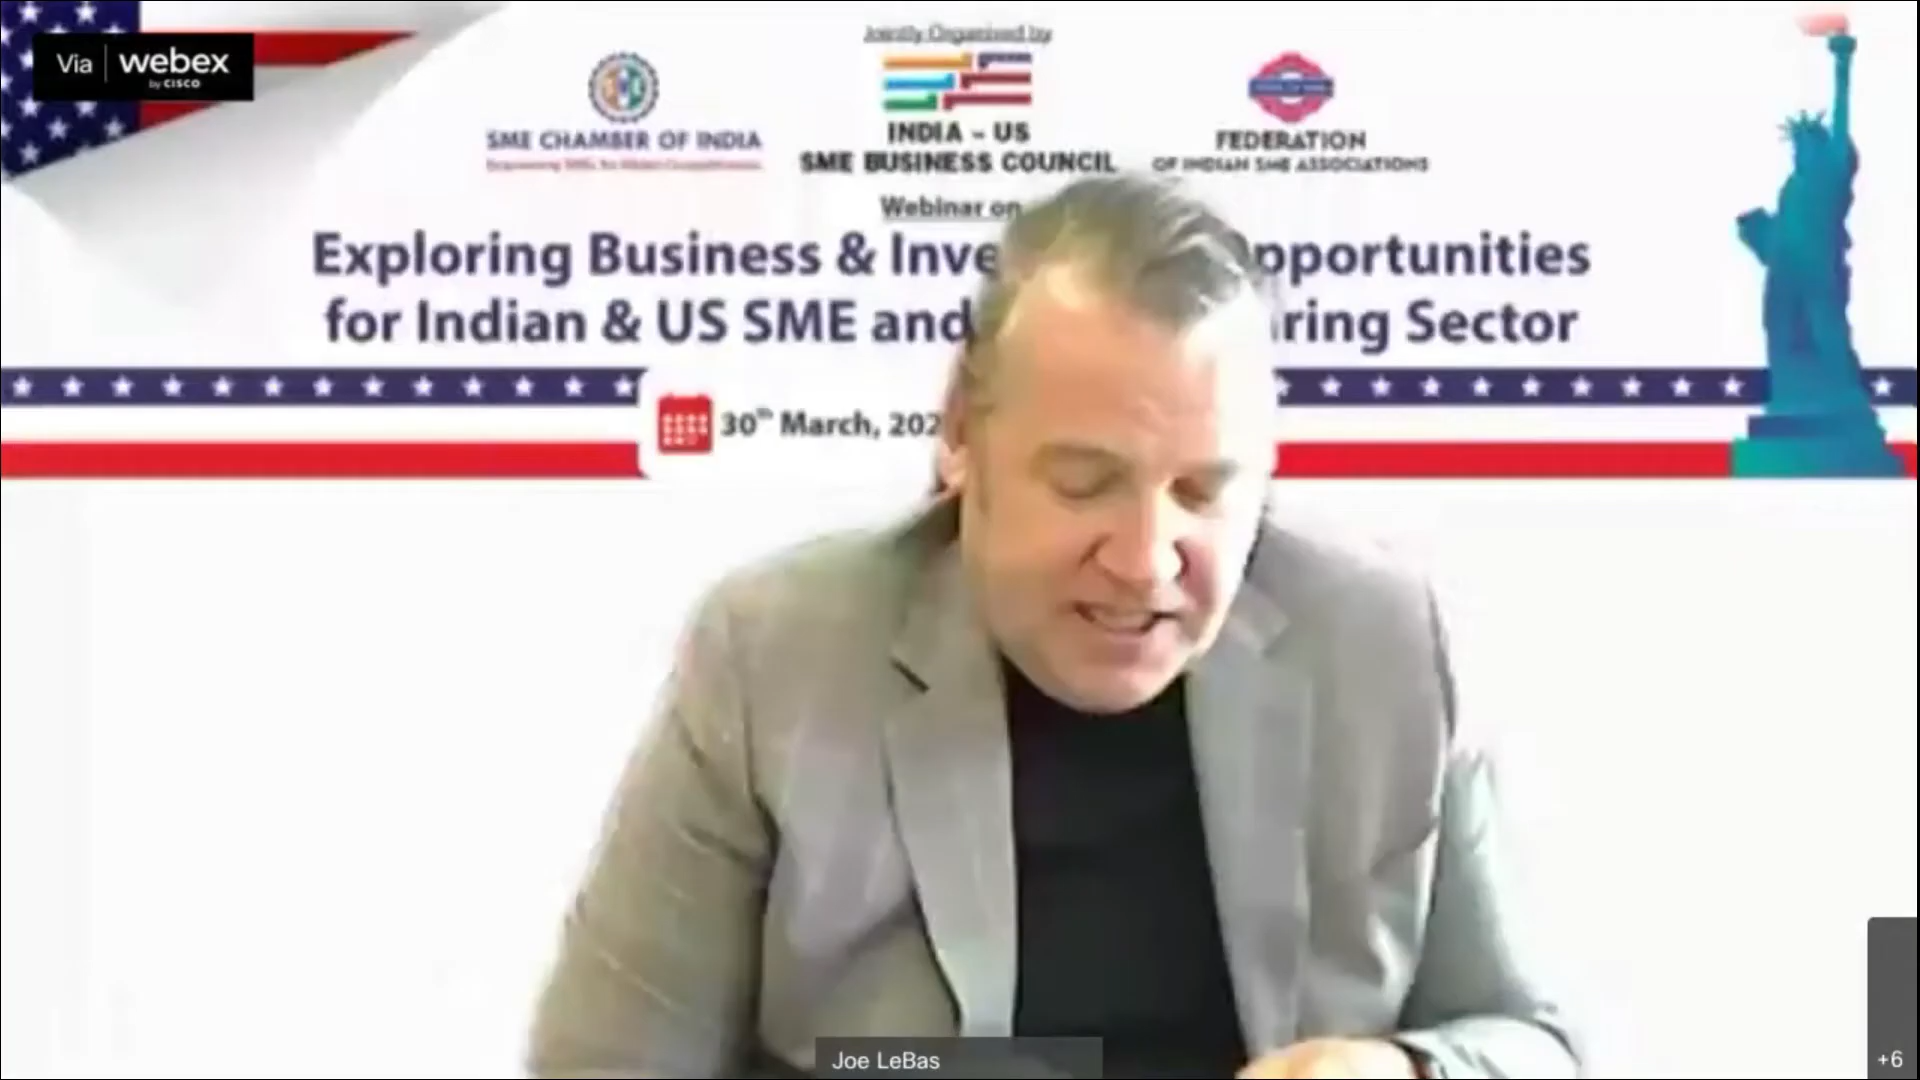 Via webex
by CISCO
Jointly Organised by
SME CHAMBER OF INDIA
INDIA - US
SME BUSINESS COUNCIL
FEDERATION
OF INDIAN SME ASSOCIATIONS
Webinar on
Exploring Business & Inve pportunities
for Indian & US SME and ring Sector
30th March, 202
Joe LeBas
+6